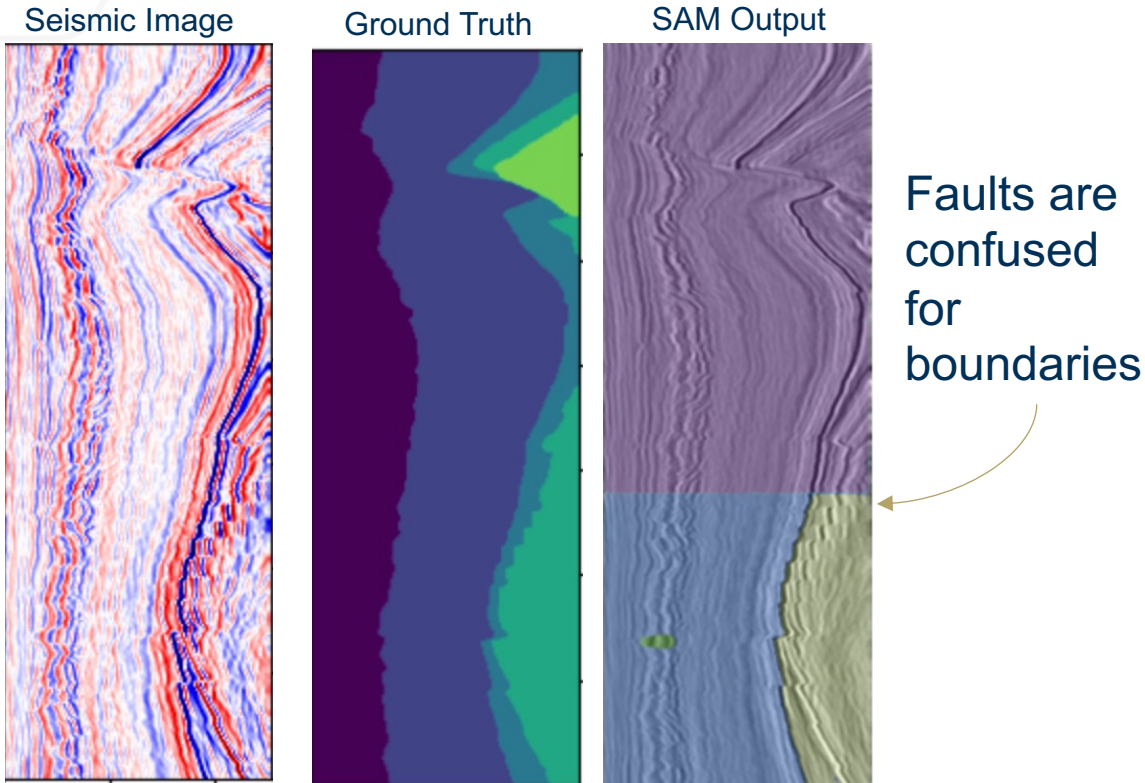 Seismic Image
Ground Truth
SAM Output
Faults are
confused
for
boundaries